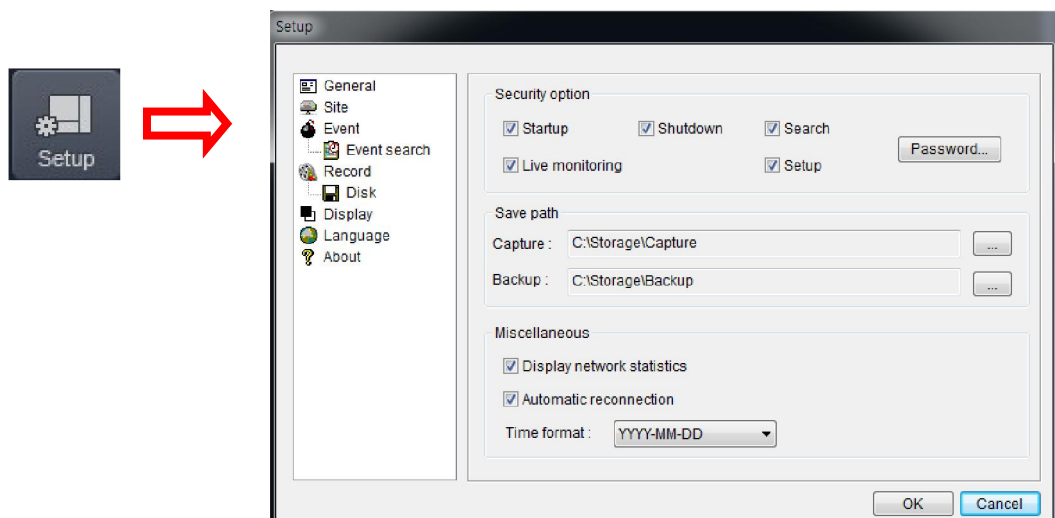 Setup
Setup
General
Site
Event
Event search
Record
Disk
Display
Language
About
Security option
Startup Shutdown Search
Live monitoring Setup
Password...
Save path
Capture : C:\Storage\Capture ...
Backup : C:\Storage\Backup ...
Miscellaneous
Display network statistics
Automatic reconnection
Time format : YYYY-MM-DD
OK Cancel